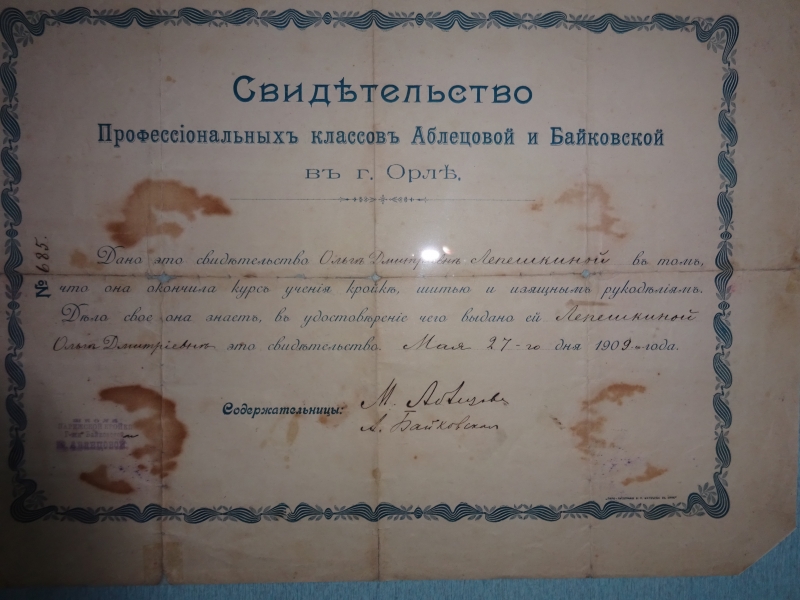 Свидѣтельство
Профессіональныхъ классовъ Аблецовой и Байковской
въ г. Орлѣ.
№ 685.
Дано это свидѣтельство Ольгѣ Дмитріевнѣ Лепешкиной въ томъ,
что она окончила курсъ ученія кройкѣ, шитью и изящнымъ рукодѣліямъ.
Дѣло свое она знаетъ, въ удостовѣреніе чего выдано ей Лепешкиной
Ольгѣ Дмитріевнѣ это свидѣтельство Мая 27-го дня 1909 года.
Содержательницы: М. Аблецова
А. Байковская